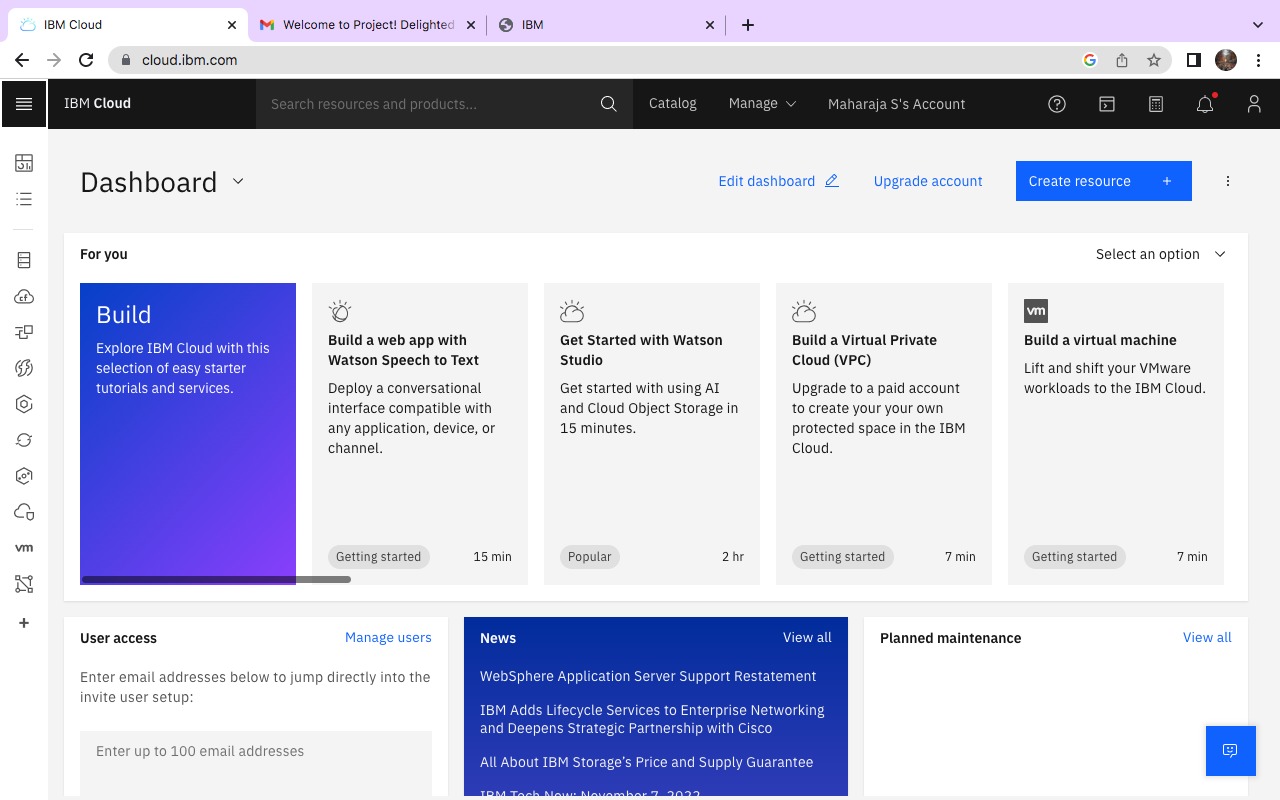 IBM Cloud
Welcome to Project! Delighted
IBM
cloud.ibm.com
IBM Cloud
Search resources and products...
Catalog
Manage
Maharaja S's Account
Dashboard
Edit dashboard
Upgrade account
Create resource
For you
Select an option
Build
Explore IBM Cloud with this
selection of easy starter
tutorials and services.
Build a web app with
Watson Speech to Text
Deploy a conversational
interface compatible with
any application, device, or
channel.
Getting started
15 min
Get Started with Watson
Studio
Get started with using AI
and Cloud Object Storage in
15 minutes.
Popular
2 hr
Build a Virtual Private
Cloud (VPC)
Upgrade to a paid account
to create your your own
protected space in the IBM
Cloud.
Getting started
7 min
vm
Build a virtual machine
Lift and shift your VMware
workloads to the IBM Cloud.
Getting started
7 min
vm
User access
Manage users
Enter email addresses below to jump directly into the
invite user setup:
Enter up to 100 email addresses
News
View all
WebSphere Application Server Support Restatement
IBM Adds Lifecycle Services to Enterprise Networking
and Deepens Strategic Partnership with Cisco
All About IBM Storage's Price and Supply Guarantee
IBM Tech Now: November 7, 2022
Planned maintenance
View all